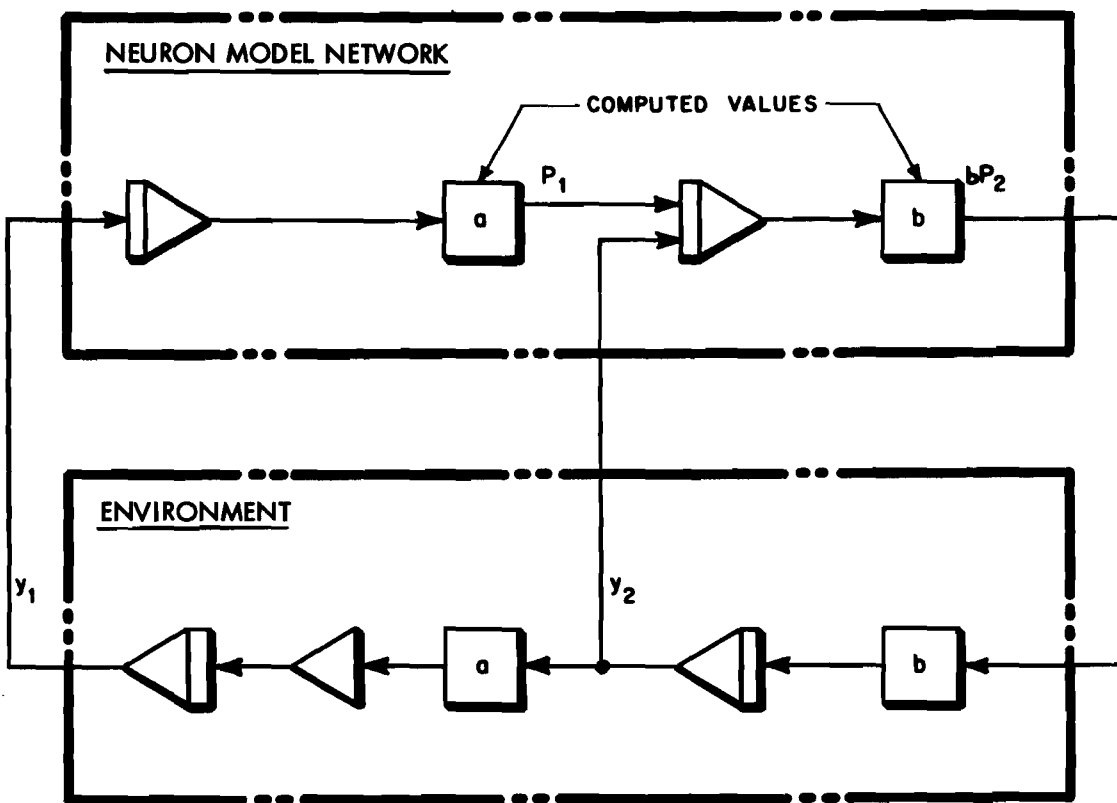 NEURON MODEL NETWORK
COMPUTED VALUES
a
P₁
b
bP₂
ENVIRONMENT
y₁
a
y₂
b